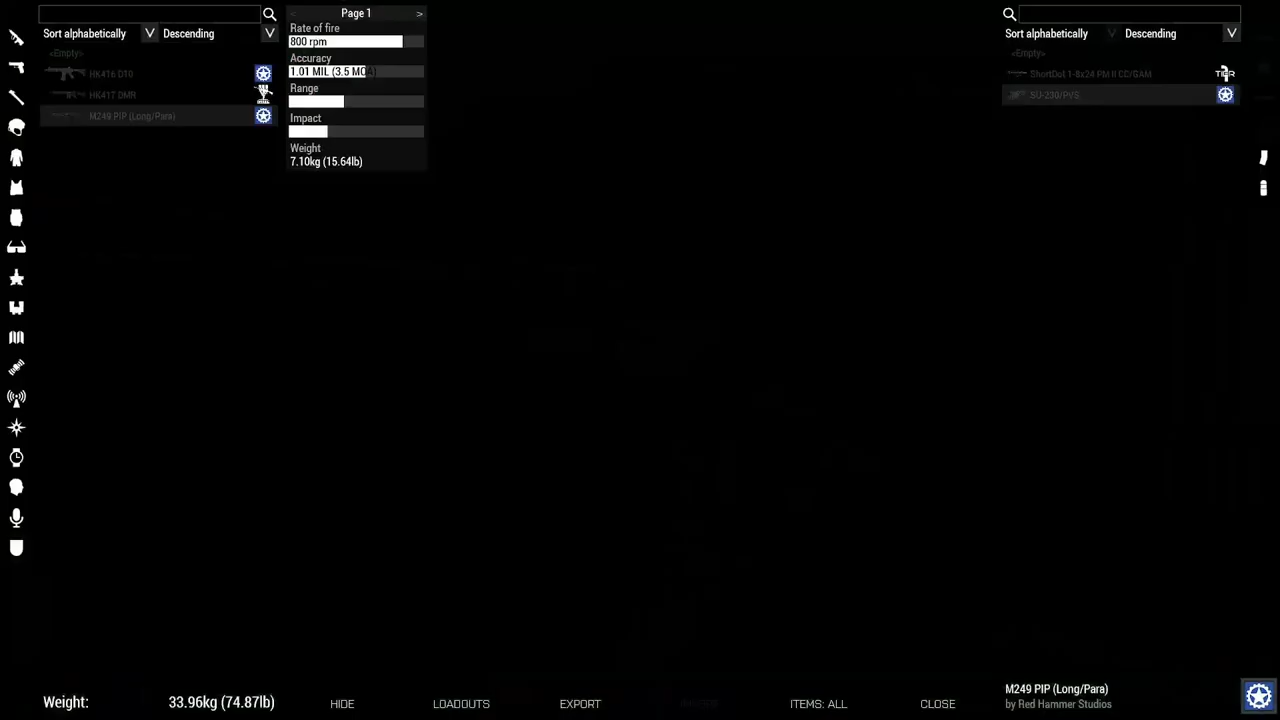 Page 1
Sort alphabetically
Descending
Rate of fire
800 rpm
<Empty>
HK416 D10
HK417 DMR
M249 PIP (Long/Para)
Accuracy
1.01 MIL (3.5 MOA)
Range
Impact
Weight
7.10kg (15.64lb)
Sort alphabetically
Descending
<Empty>
ShortDot 1-8x24 PM II CC/GAM
TIER
SU-230/PVS
Weight:
33.96kg (74.87lb)
HIDE
LOADOUTS
EXPORT
ITEMS: ALL
CLOSE
M249 PIP (Long/Para)
by Red Hammer Studios